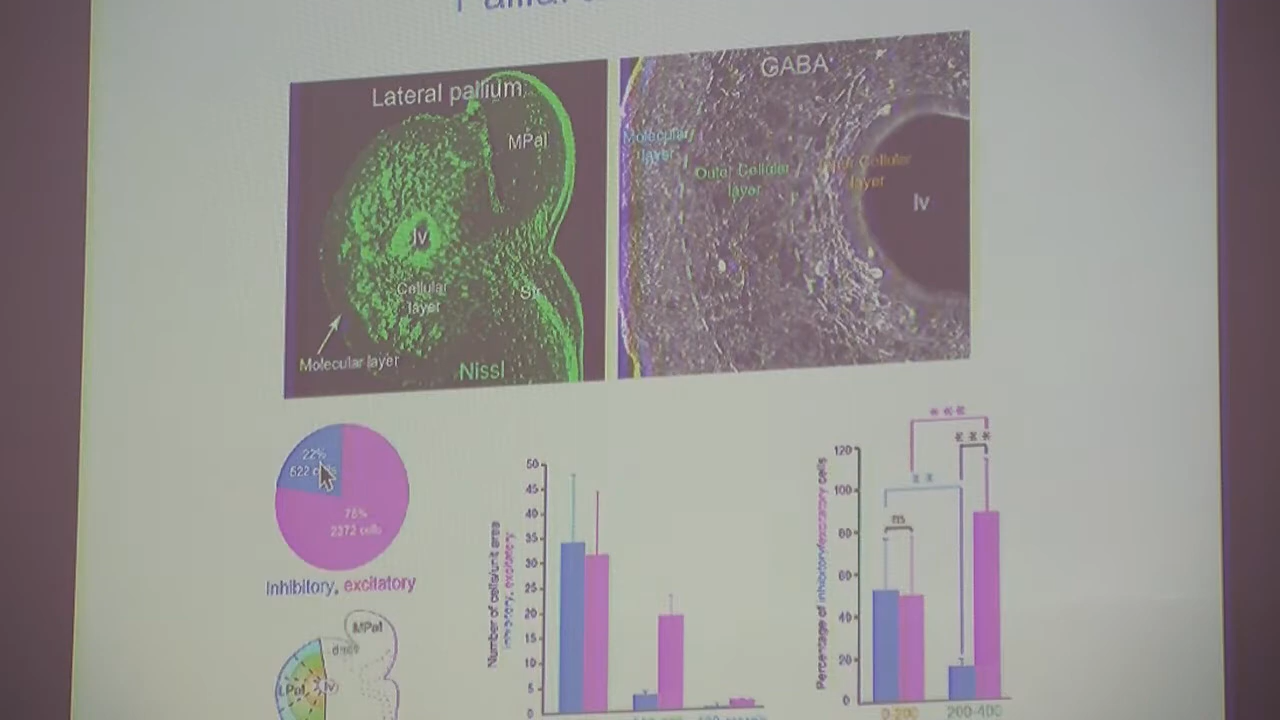 Lateral pallium
MPal
lv
Cellular
layer
Str
Molecular layer
Nissl
GABA
Molecular
layer
Outer Cellular
layer
Cellular
layer
lv
22%
78%
2372 cells
Inhibitory, excitatory
MPal
LPal
lv
Number of cells/unit area
inhibitory, excitatory
50
45
40
35
30
25
20
15
10
5
0
Percentage of inhibitory/excitatory cells
120
100
80
60
40
20
0
ns
**
***
***
0-200
200-400